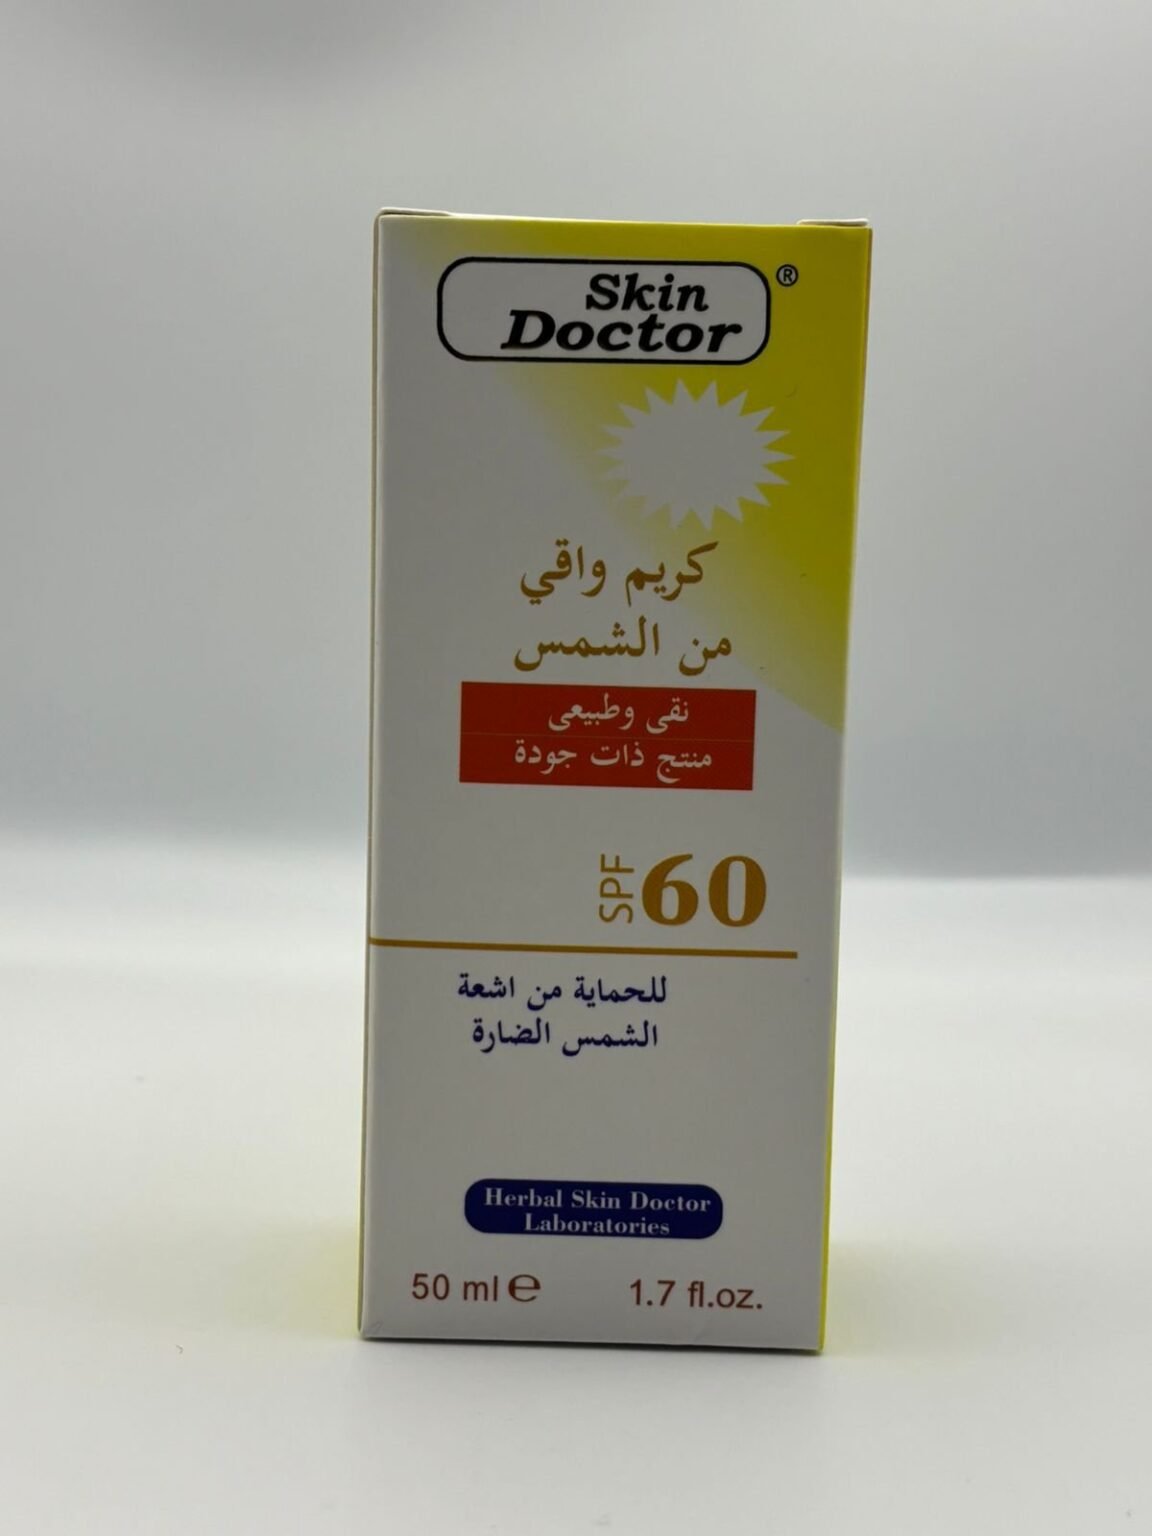 Skin
Doctor®
كريم واقي
من الشمس
نقى وطبيعى
منتج ذات جودة
SPF 60
للحماية من اشعة
الشمس الضارة
Herbal Skin Doctor
Laboratories
50 ml ℮ 1.7 fl.oz.